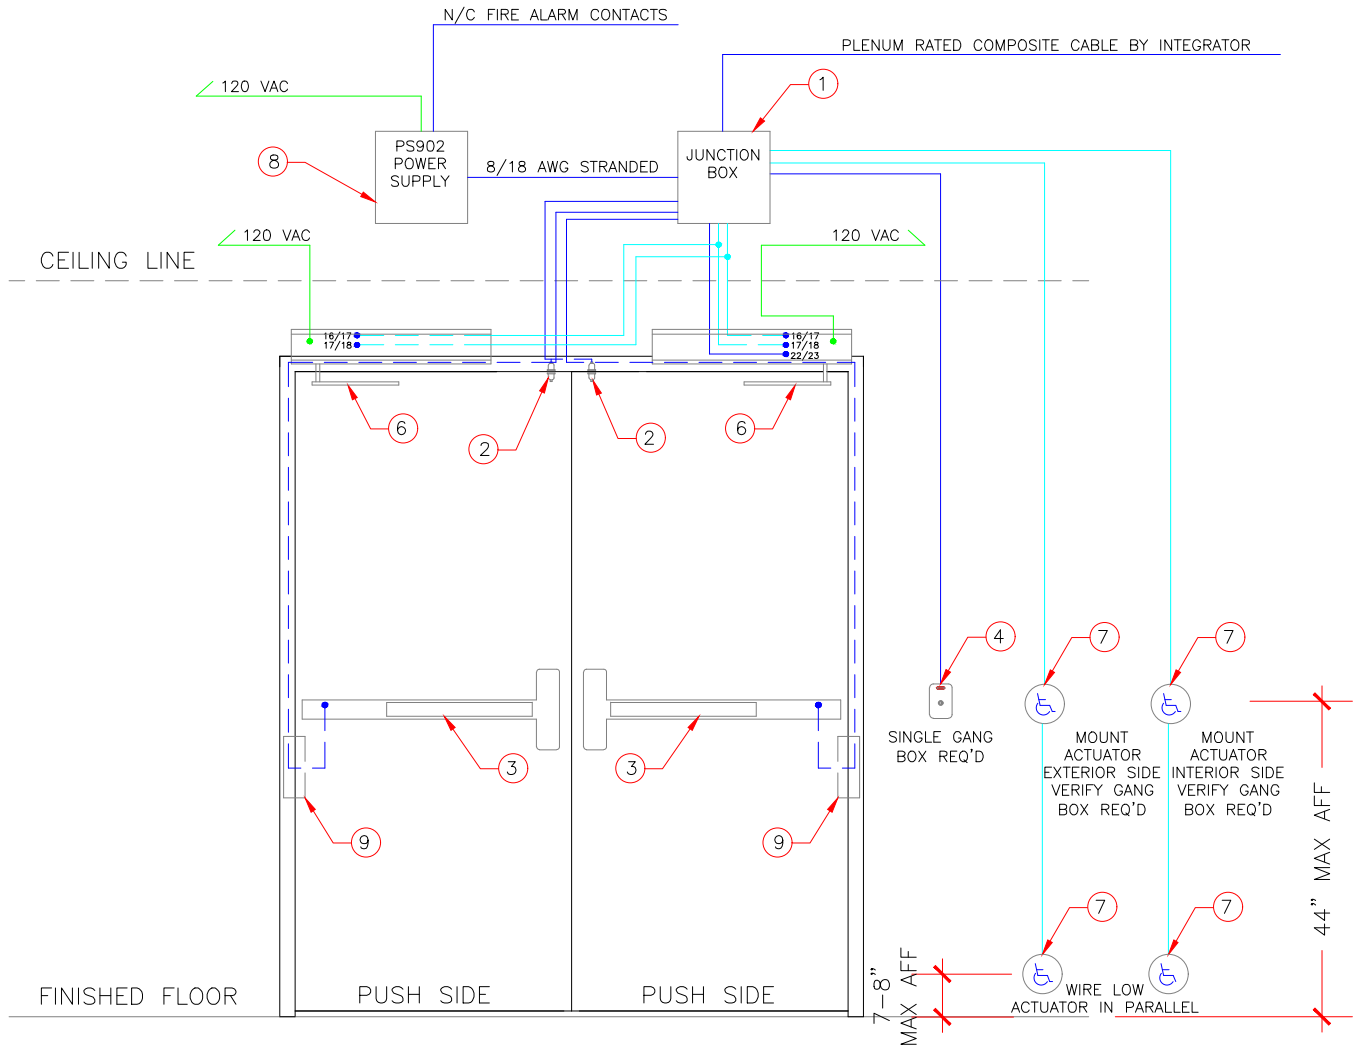 N/C FIRE ALARM CONTACTS
PLENUM RATED COMPOSITE CABLE BY INTEGRATOR
120 VAC
1
PS902
POWER
SUPPLY
8
8/18 AWG STRANDED
JUNCTION
BOX
120 VAC
120 VAC
CEILING LINE
16/17
17/18
16/17
17/18
22/23
6
2
2
6
4
7
7
3
3
SINGLE GANG
BOX REQ'D
MOUNT
ACTUATOR
EXTERIOR SIDE
VERIFY GANG
BOX REQ'D
MOUNT
ACTUATOR
INTERIOR SIDE
VERIFY GANG
BOX REQ'D
9
9
44" MAX AFF
7
7
7-8"
MAX AFF
FINISHED FLOOR
PUSH SIDE
PUSH SIDE
WIRE LOW
ACTUATOR IN PARALLEL